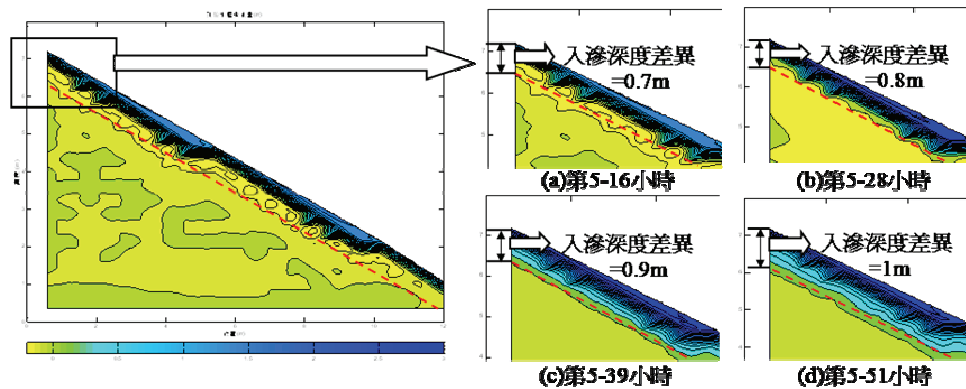 入滲深度差異
=0.7m
(a)第5-16小時
入滲深度差異
=0.8m
(b)第5-28小時
入滲深度差異
=0.9m
(c)第5-39小時
入滲深度差異
=1m
(d)第5-51小時